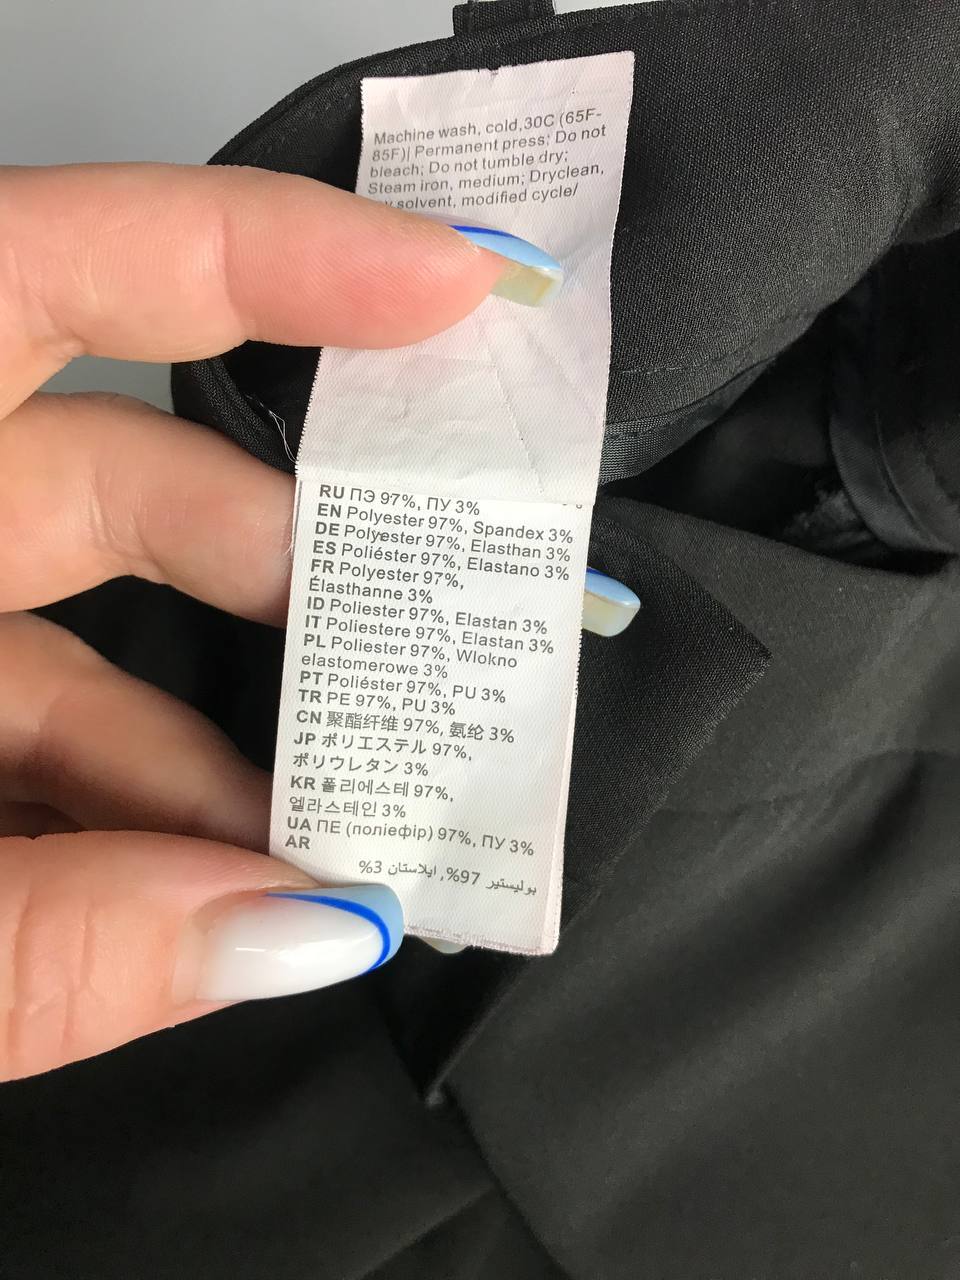 Machine wash, cold,30C (65F-
85F)| Permanent press; Do not
bleach; Do not tumble dry;
Steam iron, medium; Dryclean,
solvent, modified cycle/
RU ПЭ 97%, ПУ 3%
EN Polyester 97%, Spandex 3%
DE Polyester 97%, Elasthan 3%
ES Poliéster 97%, Elastano 3%
FR Polyester 97%,
Élasthanne 3%
ID Poliester 97%, Elastan 3%
IT Poliestere 97%, Elastan 3%
PL Poliester 97%, Wlokno
elastomerowe 3%
PT Poliéster 97%, PU 3%
TR PE 97%, PU 3%
CN 聚酯纤维 97%, 氨纶 3%
JP ポリエステル 97%,
ポリウレタン 3%
KR 폴리에스테 97%,
엘라스테인 3%
UA ПЕ (поліефір) 97%, ПУ 3%
AR
بوليستير 97%, ايلاستان 3%